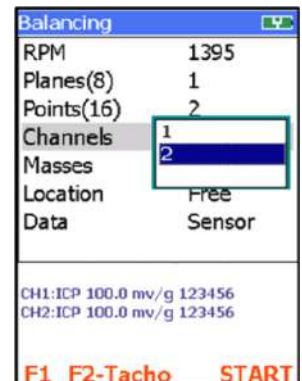 Balancing
RPM 1395
Planes(8) 1
Points(16) 2
Channels 1
2
Masses
Location Free
Data Sensor
CH1:ICP 100.0 mv/g 123456
CH2:ICP 100.0 mv/g 123456
F1 F2-Tacho START